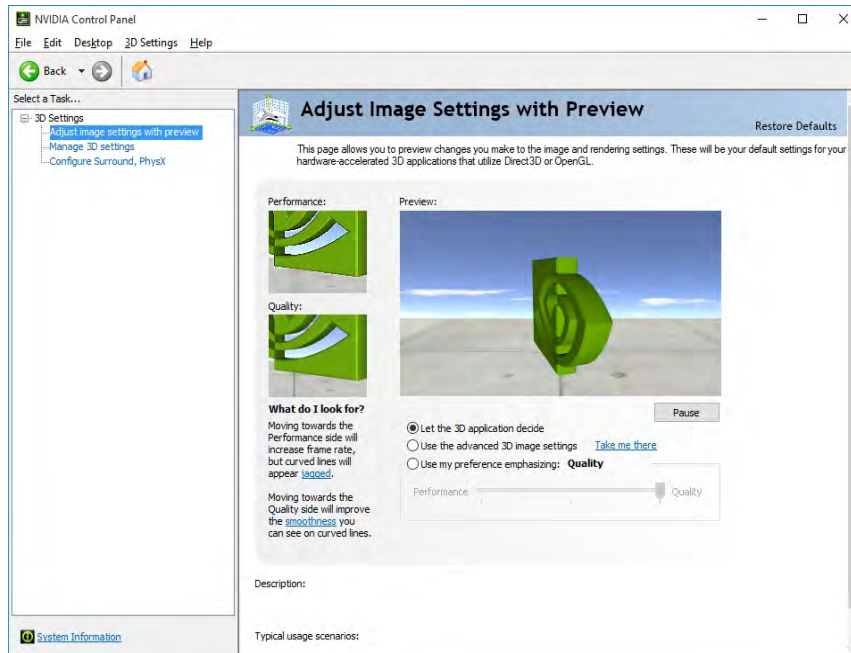 NVIDIA Control Panel
File Edit Desktop 3D Settings Help
Back
Select a Task...
3D Settings
Adjust image settings with preview
Manage 3D settings
Configure Surround, PhysX
System Information
Adjust Image Settings with Preview
Restore Defaults
This page allows you to preview changes you make to the image and rendering settings. These will be your default settings for your
hardware-accelerated 3D applications that utilize Direct3D or OpenGL.
Performance:
Quality:
What do I look for?
Moving towards the
Performance side will
increase frame rate,
but curved lines will
appear jagged.
Moving towards the
Quality side will improve
the smoothness you
can see on curved lines.
Preview:
Pause
Let the 3D application decide
Use the advanced 3D image settings Take me there
Use my preference emphasizing: Quality
Performance Quality
Description:
Typical usage scenarios: